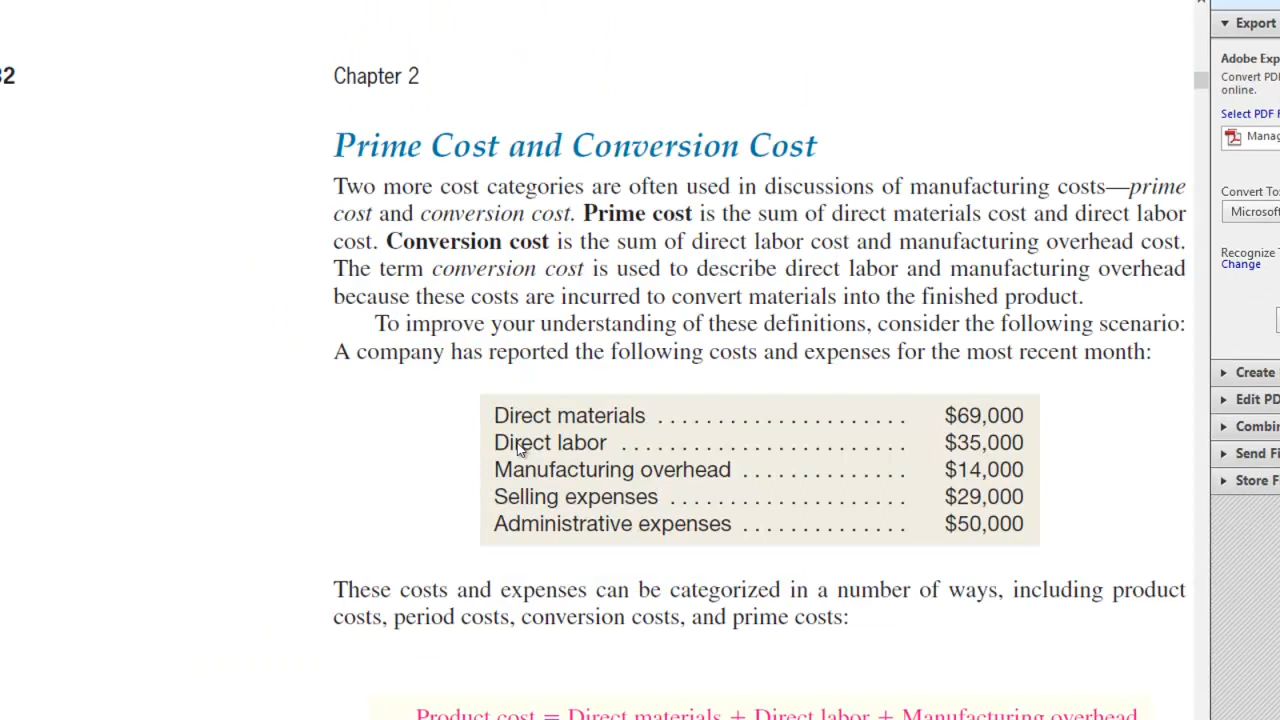 32
Chapter 2
Prime Cost and Conversion Cost
Two more cost categories are often used in discussions of manufacturing costs—prime
cost and conversion cost. Prime cost is the sum of direct materials cost and direct labor
cost. Conversion cost is the sum of direct labor cost and manufacturing overhead cost.
The term conversion cost is used to describe direct labor and manufacturing overhead
because these costs are incurred to convert materials into the finished product.
To improve your understanding of these definitions, consider the following scenario:
A company has reported the following costs and expenses for the most recent month:
Direct materials . . . . . . . . . . . . . . . . . . . . . $69,000
Direct labor . . . . . . . . . . . . . . . . . . . . . . . . $35,000
Manufacturing overhead . . . . . . . . . . . . . . $14,000
Selling expenses . . . . . . . . . . . . . . . . . . . . $29,000
Administrative expenses . . . . . . . . . . . . . . $50,000
These costs and expenses can be categorized in a number of ways, including product
costs, period costs, conversion costs, and prime costs:
Product cost = Direct materials + Direct labor + Manufacturing overhead
Export
Adobe Exp
Convert PD
online.
Select PDF F
Manag
Convert To:
Microsoft
Recognize T
Change
Create
Edit PD
Combin
Send Fi
Store F